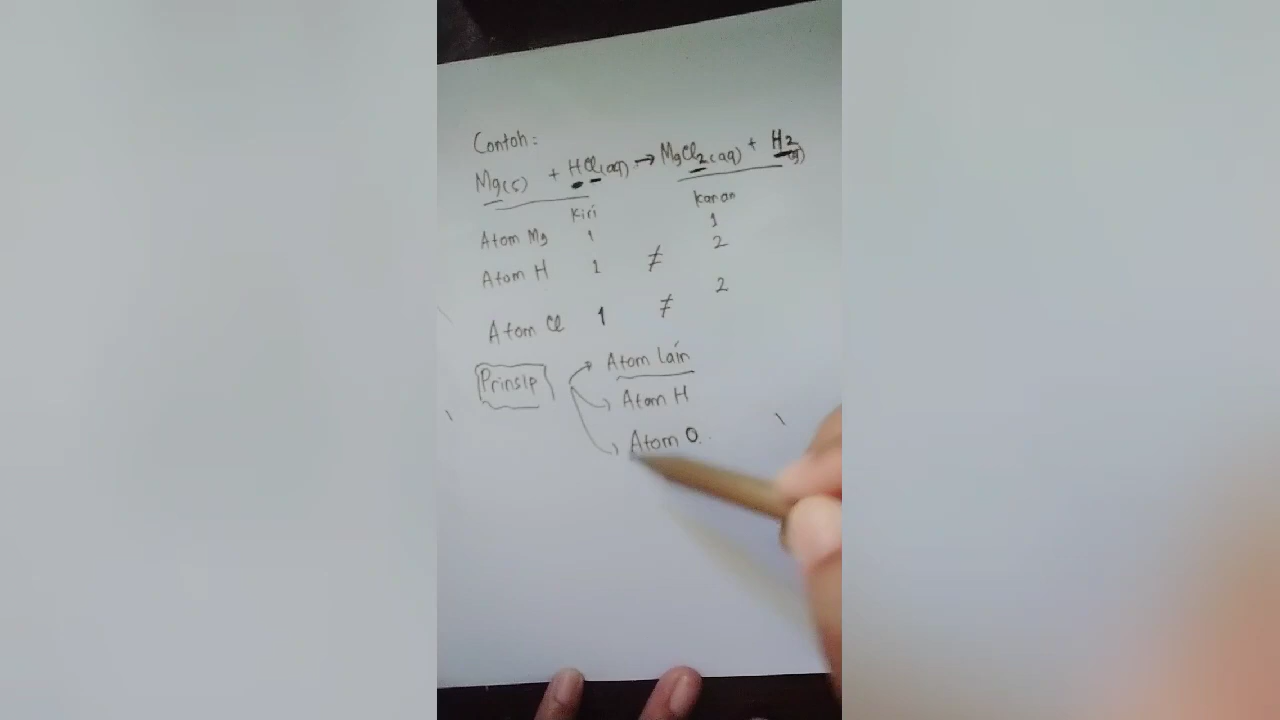 Contoh:
Mg(s) + HCl(aq) → MgCl2(aq) + H2(g)
Kiri Kanan
Atom Mg 1 1
Atom H 1 ≠ 2
Atom Cl 1 ≠ 2
Prinsip
Atom lain
Atom H
Atom O